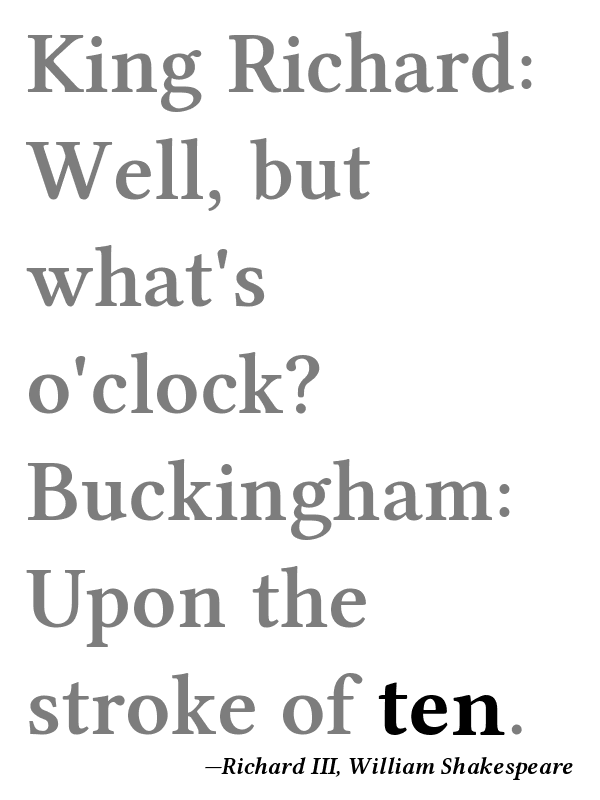 King Richard:
Well, but
what's
o'clock?
Buckingham:
Upon the
stroke of ten.
—Richard III, William Shakespeare